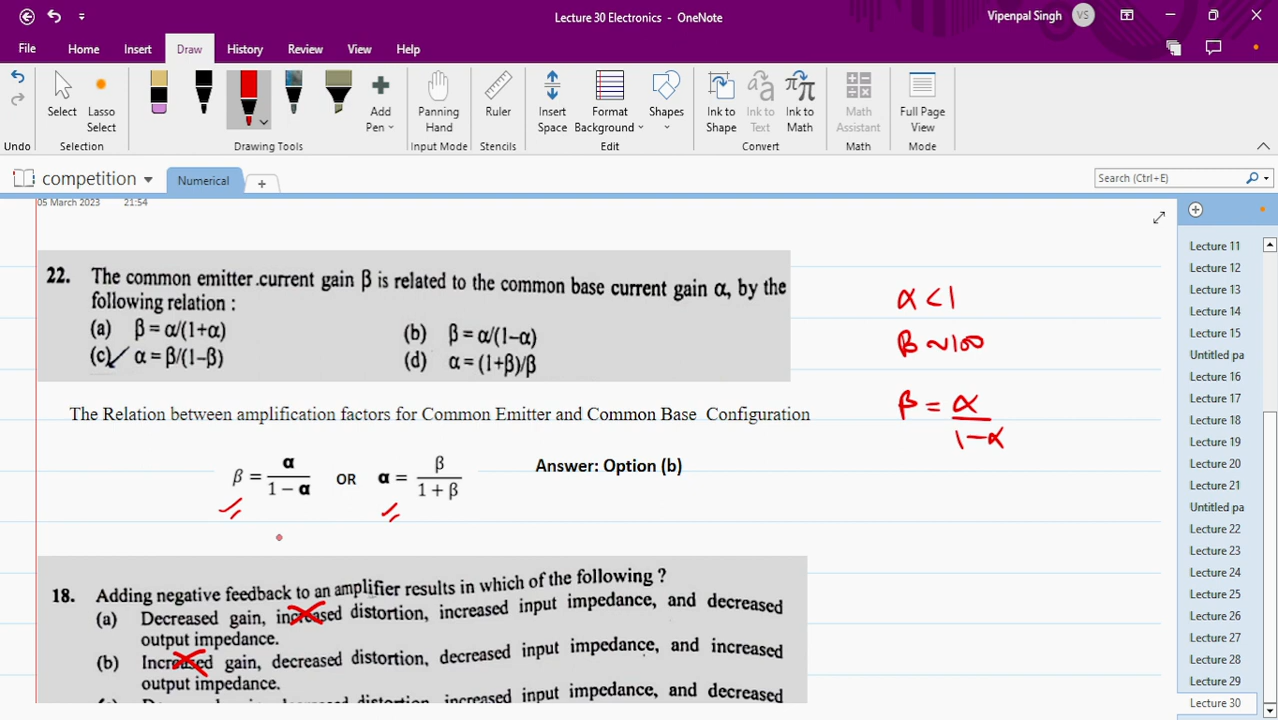 Lecture 30 Electronics - OneNote
Vipenpal Singh VS
File Home Insert Draw History Review View Help
Select
Lasso Select
Add Pen
Panning Hand
Ruler
Insert Space
Format Background
Shapes
Ink to Shape
Ink to Text
Ink to Math
Math Assistant
Full Page View
Undo Selection Drawing Tools Input Mode Stencils Edit Convert Math Mode
competition Numerical
Search (Ctrl+E)
05 March 2023 21:54
22. The common emitter current gain β is related to the common base current gain α, by the
following relation :
(a) β = α/(1+α) (b) β = α/(1–α)
(c) α = β/(1–β) (d) α = (1+β)/β
The Relation between amplification factors for Common Emitter and Common Base Configuration
β = α / 1 − α OR α = β / 1 + β
Answer: Option (b)
α < 1
β ~100
β = α / 1−α
18. Adding negative feedback to an amplifier results in which of the following ?
(a) Decreased gain, increased distortion, increased input impedance, and decreased
output impedance.
(b) Increased gain, decreased distortion, decreased input impedance, and increased
output impedance.
Lecture 11
Lecture 12
Lecture 13
Lecture 14
Lecture 15
Untitled pa
Lecture 16
Lecture 17
Lecture 18
Lecture 19
Lecture 20
Lecture 21
Untitled pa
Lecture 22
Lecture 23
Lecture 24
Lecture 25
Lecture 26
Lecture 27
Lecture 28
Lecture 29
Lecture 30